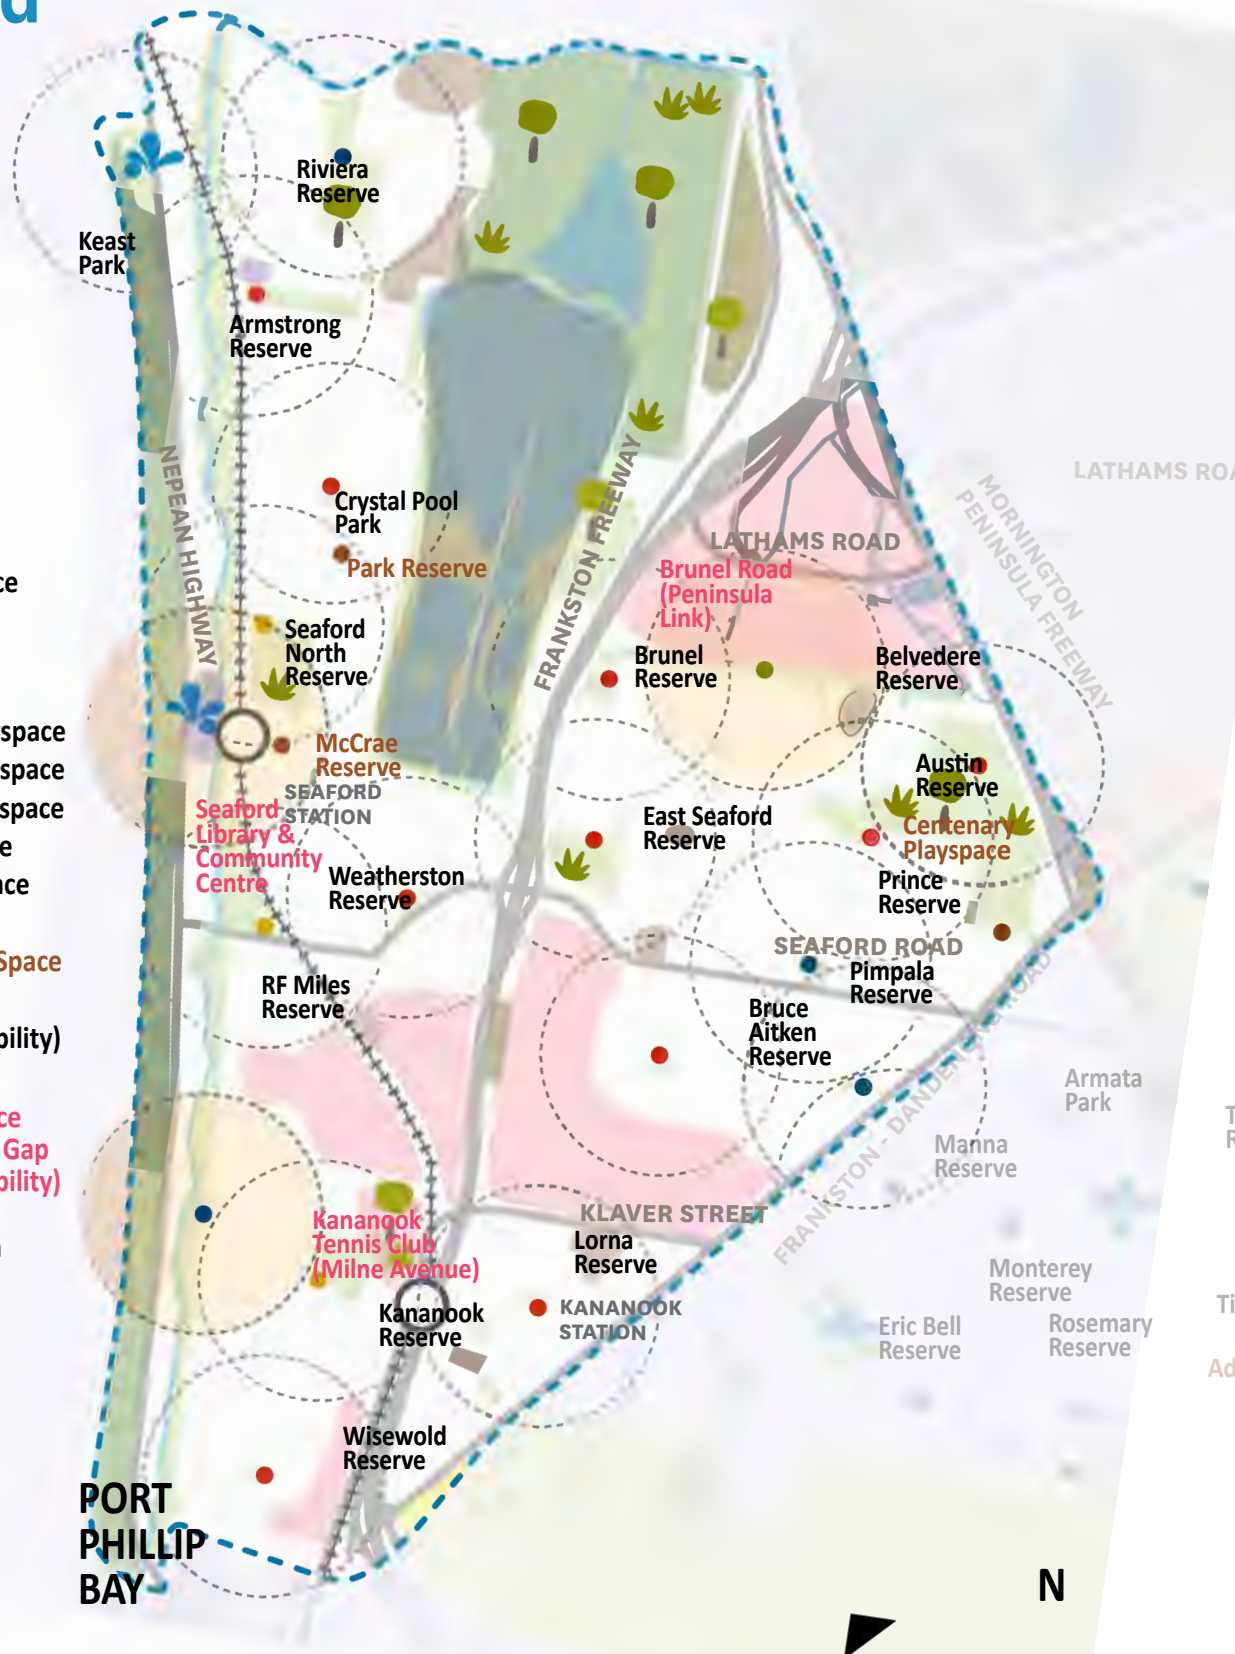 d
Riviera
Reserve
Keast
Park
Armstrong
Reserve
NEPEAN HIGHWAY
Crystal Pool
Park
Park Reserve
FRANKSTON FREEWAY
LATHAMS ROAD
LATHAMS ROA
MORNINGTON
PENINSULA FREEWAY
Brunel Road
(Peninsula
Link)
ce
Seaford
North
Reserve
Brunel
Reserve
Belvedere
Reserve
space
space
space
e
ace
McCrae
Reserve
SEAFORD
STATION
Austin
Reserve
Seaford
Library &
Community
Centre
East Seaford
Reserve
Centenary
Playspace
Weatherston
Reserve
Prince
Reserve
SEAFORD ROAD
Space
RF Miles
Reserve
Pimpala
Reserve
Bruce
Aitken
Reserve
bility)
FRANKSTON - DANDENONG ROAD
Armata
Park
ce
Gap
bility)
T
R
Manna
Reserve
KLAVER STREET
Kananook
Tennis Club
(Milne Avenue)
Lorna
Reserve
Monterey
Reserve
Kananook
Reserve
KANANOOK
STATION
Eric Bell
Reserve
Rosemary
Reserve
Ti
Ad
Wisewold
Reserve
PORT
PHILLIP
BAY
N